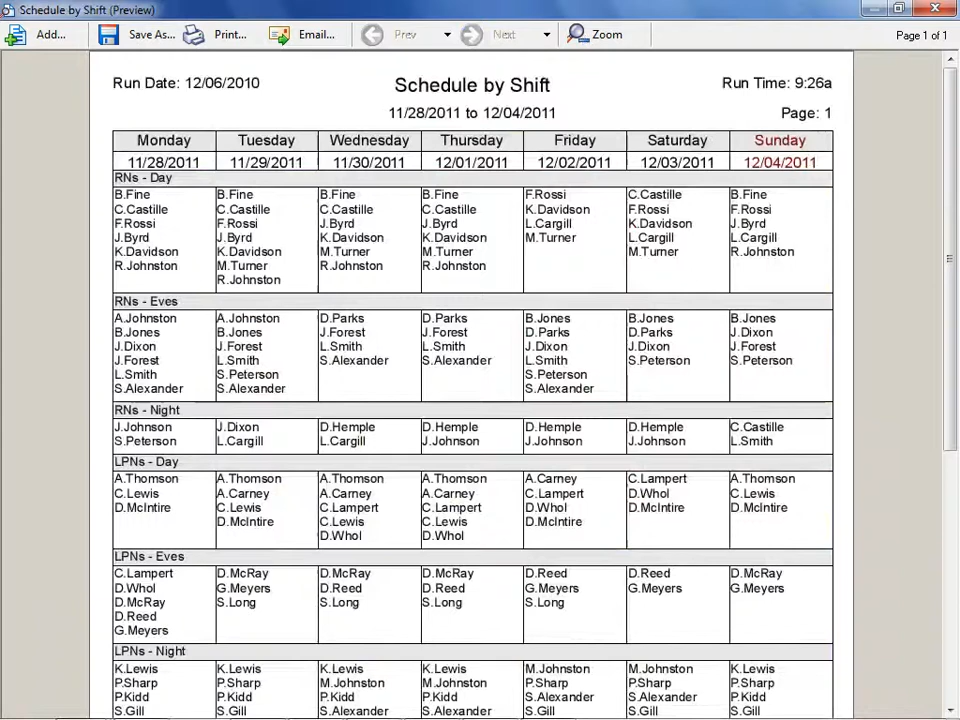 Schedule by Shift (Preview)
Add... Save As... Print... Email... Prev Next Zoom Page 1 of 1
Run Date: 12/06/2010 Schedule by Shift Run Time: 9:26a
11/28/2011 to 12/04/2011 Page: 1
Monday Tuesday Wednesday Thursday Friday Saturday Sunday
11/28/2011 11/29/2011 11/30/2011 12/01/2011 12/02/2011 12/03/2011 12/04/2011
RNs - Day
B.Fine B.Fine B.Fine B.Fine F.Rossi C.Castille B.Fine
C.Castille C.Castille C.Castille C.Castille K.Davidson F.Rossi F.Rossi
F.Rossi F.Rossi J.Byrd J.Byrd L.Cargill K.Davidson J.Byrd
J.Byrd J.Byrd K.Davidson K.Davidson M.Turner L.Cargill L.Cargill
K.Davidson K.Davidson M.Turner M.Turner M.Turner R.Johnston
R.Johnston M.Turner R.Johnston R.Johnston
R.Johnston
RNs - Eves
A.Johnston A.Johnston D.Parks D.Parks B.Jones B.Jones B.Jones
B.Jones B.Jones J.Forest J.Forest D.Parks D.Parks J.Dixon
J.Dixon J.Forest L.Smith L.Smith J.Dixon J.Dixon J.Forest
J.Forest L.Smith S.Alexander S.Alexander L.Smith S.Peterson S.Peterson
L.Smith S.Peterson S.Peterson
S.Alexander S.Alexander S.Alexander
RNs - Night
J.Johnson J.Dixon D.Hemple D.Hemple D.Hemple D.Hemple C.Castille
S.Peterson L.Cargill L.Cargill J.Johnson J.Johnson J.Johnson L.Smith
LPNs - Day
A.Thomson A.Thomson A.Thomson A.Thomson A.Carney C.Lampert A.Thomson
C.Lewis A.Carney A.Carney A.Carney C.Lampert D.Whol C.Lewis
D.McIntire C.Lewis C.Lampert C.Lampert D.Whol D.McIntire D.McIntire
D.McIntire C.Lewis C.Lewis D.McIntire
D.Whol D.Whol
LPNs - Eves
C.Lampert D.McRay D.McRay D.McRay D.Reed D.Reed D.McRay
D.Whol G.Meyers D.Reed D.Reed G.Meyers G.Meyers G.Meyers
D.McRay S.Long S.Long S.Long S.Long
D.Reed
G.Meyers
LPNs - Night
K.Lewis K.Lewis K.Lewis K.Lewis M.Johnston M.Johnston K.Lewis
P.Sharp P.Sharp M.Johnston M.Johnston P.Sharp P.Sharp P.Sharp
P.Kidd P.Kidd P.Kidd P.Kidd S.Alexander S.Alexander P.Kidd
S.Gill S.Gill S.Alexander S.Gill S.Gill S.Gill S.Gill